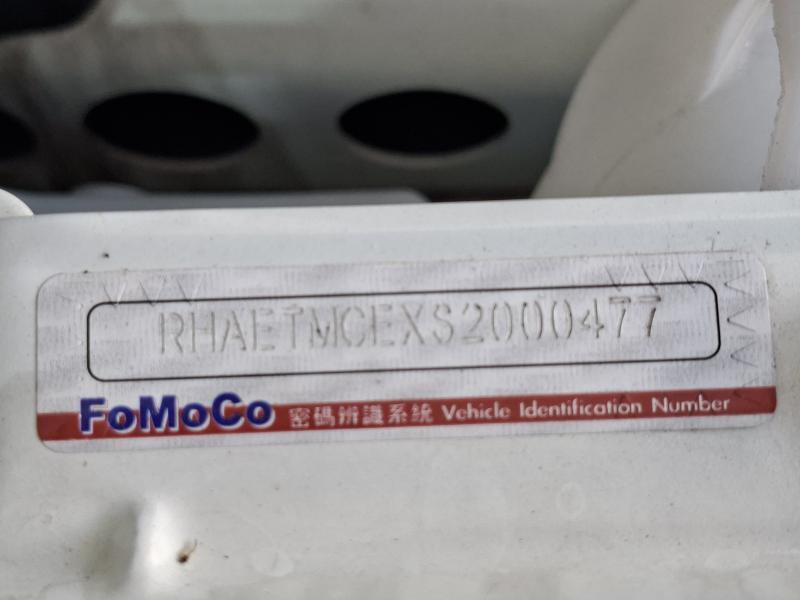 RHAETMCEXS2000477
FoMoCo 密碼辨識系統 Vehicle Identification Number